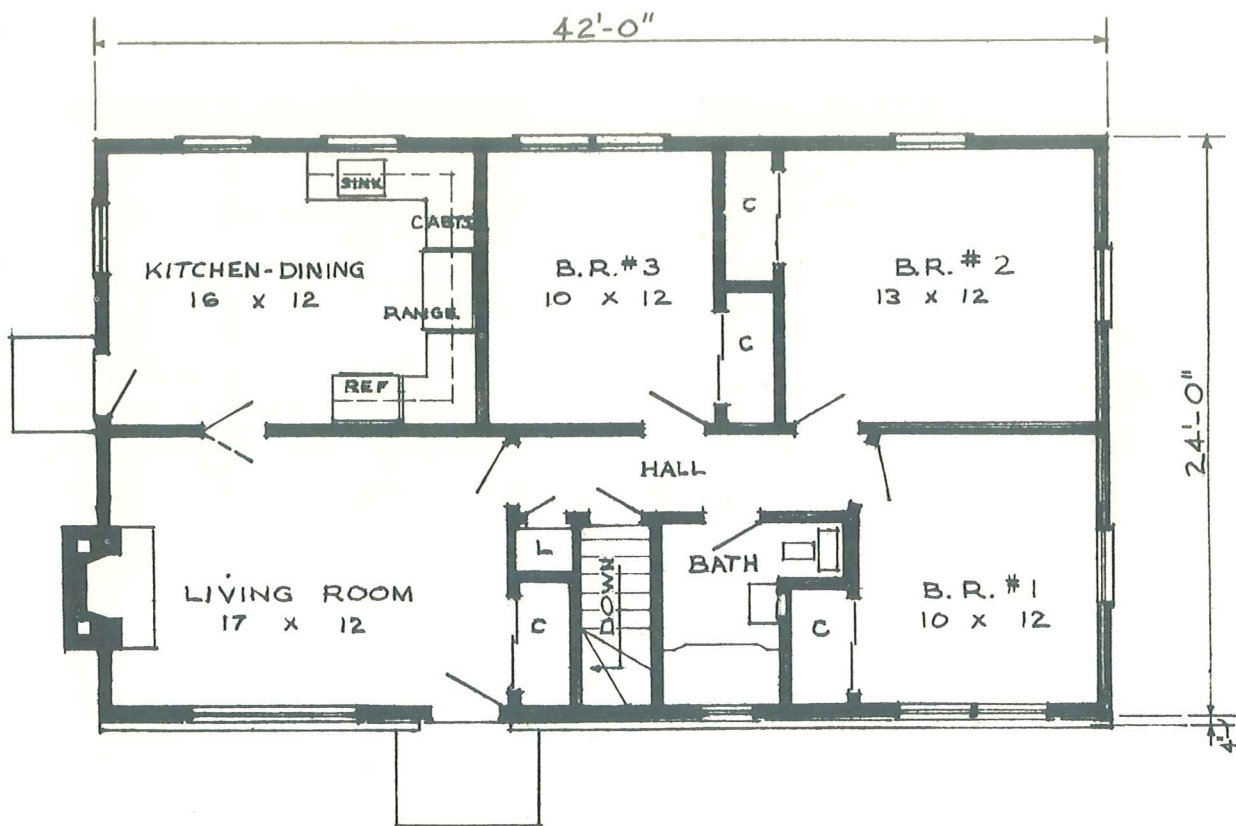 42'-0"
SINK
CABTS
KITCHEN-DINING
16 x 12
RANGE
REF
B.R. #3
10 x 12
C
C
B.R. # 2
13 x 12
24'-0"
HALL
L
DOWN
BATH
LIVING ROOM
17 x 12
C
C
B.R. #1
10 x 12
4"